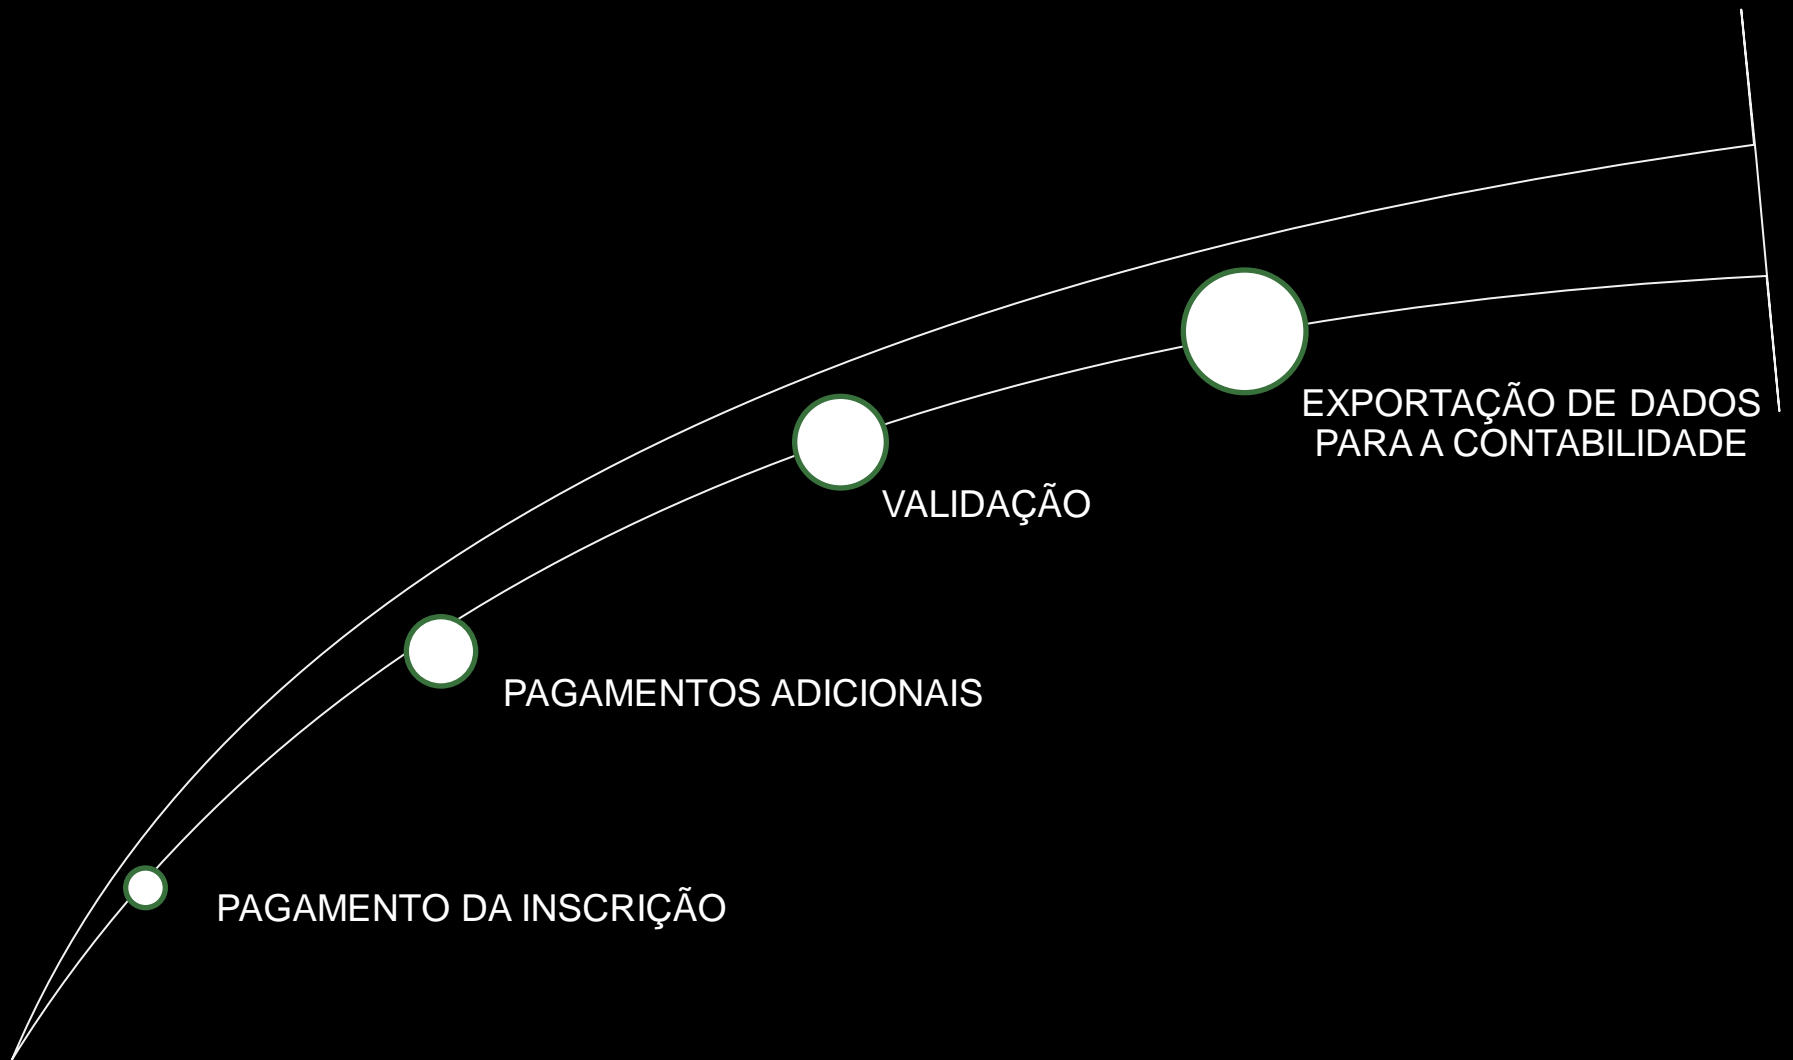 EXPORTAÇÃO DE DADOS
PARA A CONTABILIDADE
VALIDAÇÃO
PAGAMENTOS ADICIONAIS
PAGAMENTO DA INSCRIÇÃO